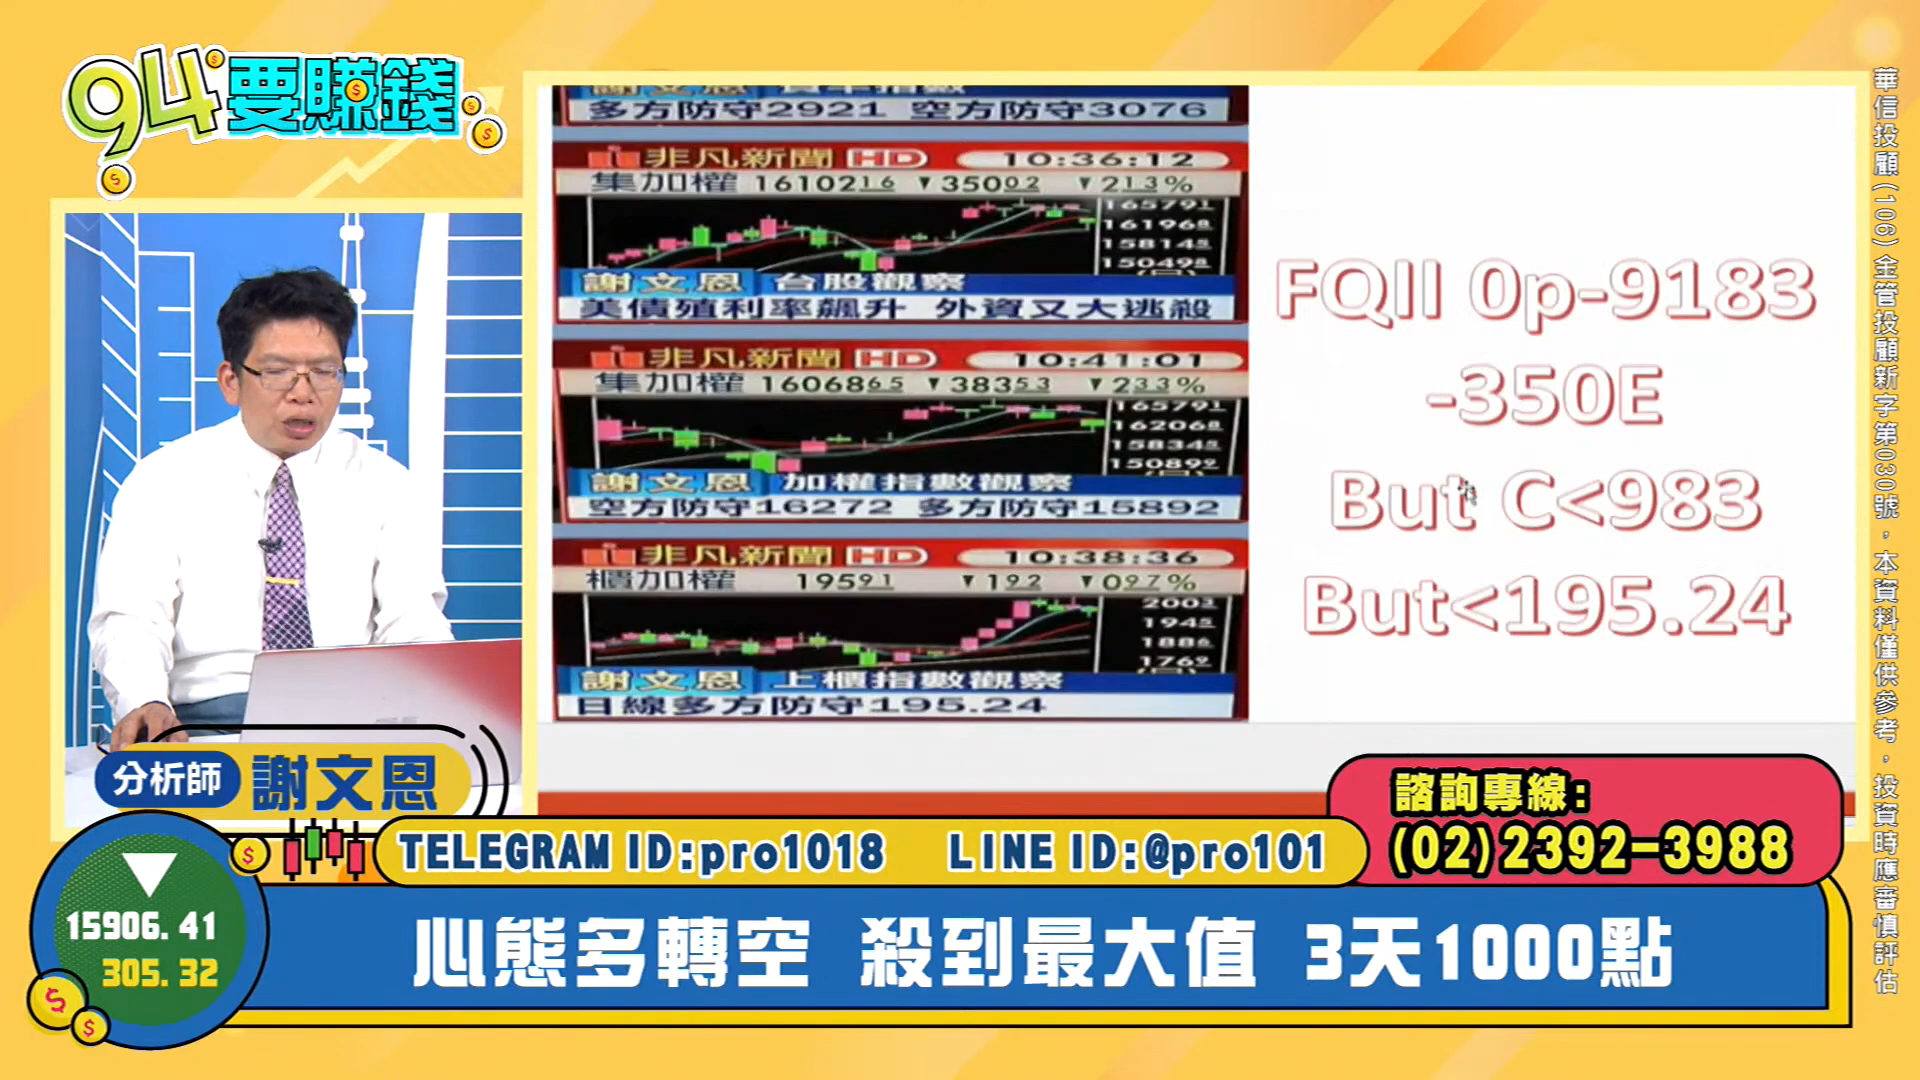 94要賺錢
多方防守2921 空方防守3076
非凡新聞 HD 10:36:12
集加權 16102.16 ▼350.02 ▼2.13%
16579.1
16196.8
15814.5
15049.8
謝文恩 台股觀察
美債殖利率飆升 外資又大逃殺
非凡新聞 HD 10:41:01
集加權 16068.65 ▼383.53 ▼2.33%
16579.1
16206.8
15834.5
15089.9
謝文恩 加權指數觀察
空方防守16272 多方防守15892
非凡新聞 HD 10:38:36
櫃加權 195.91 ▼1.92 ▼0.97%
謝文恩 上櫃指數觀察
日線多方防守195.24
FQII 0p-9183
-350E
But C<983
But<195.24
華信投顧(106)金管投顧新字第030號，本資料僅供參考，投資時應審慎評估
分析師 謝文恩
諮詢專線:
(02)2392-3988
TELEGRAM ID:pro1018 LINE ID:@pro101
▼
15906.41
305.32
心態多轉空 殺到最大值 3天1000點